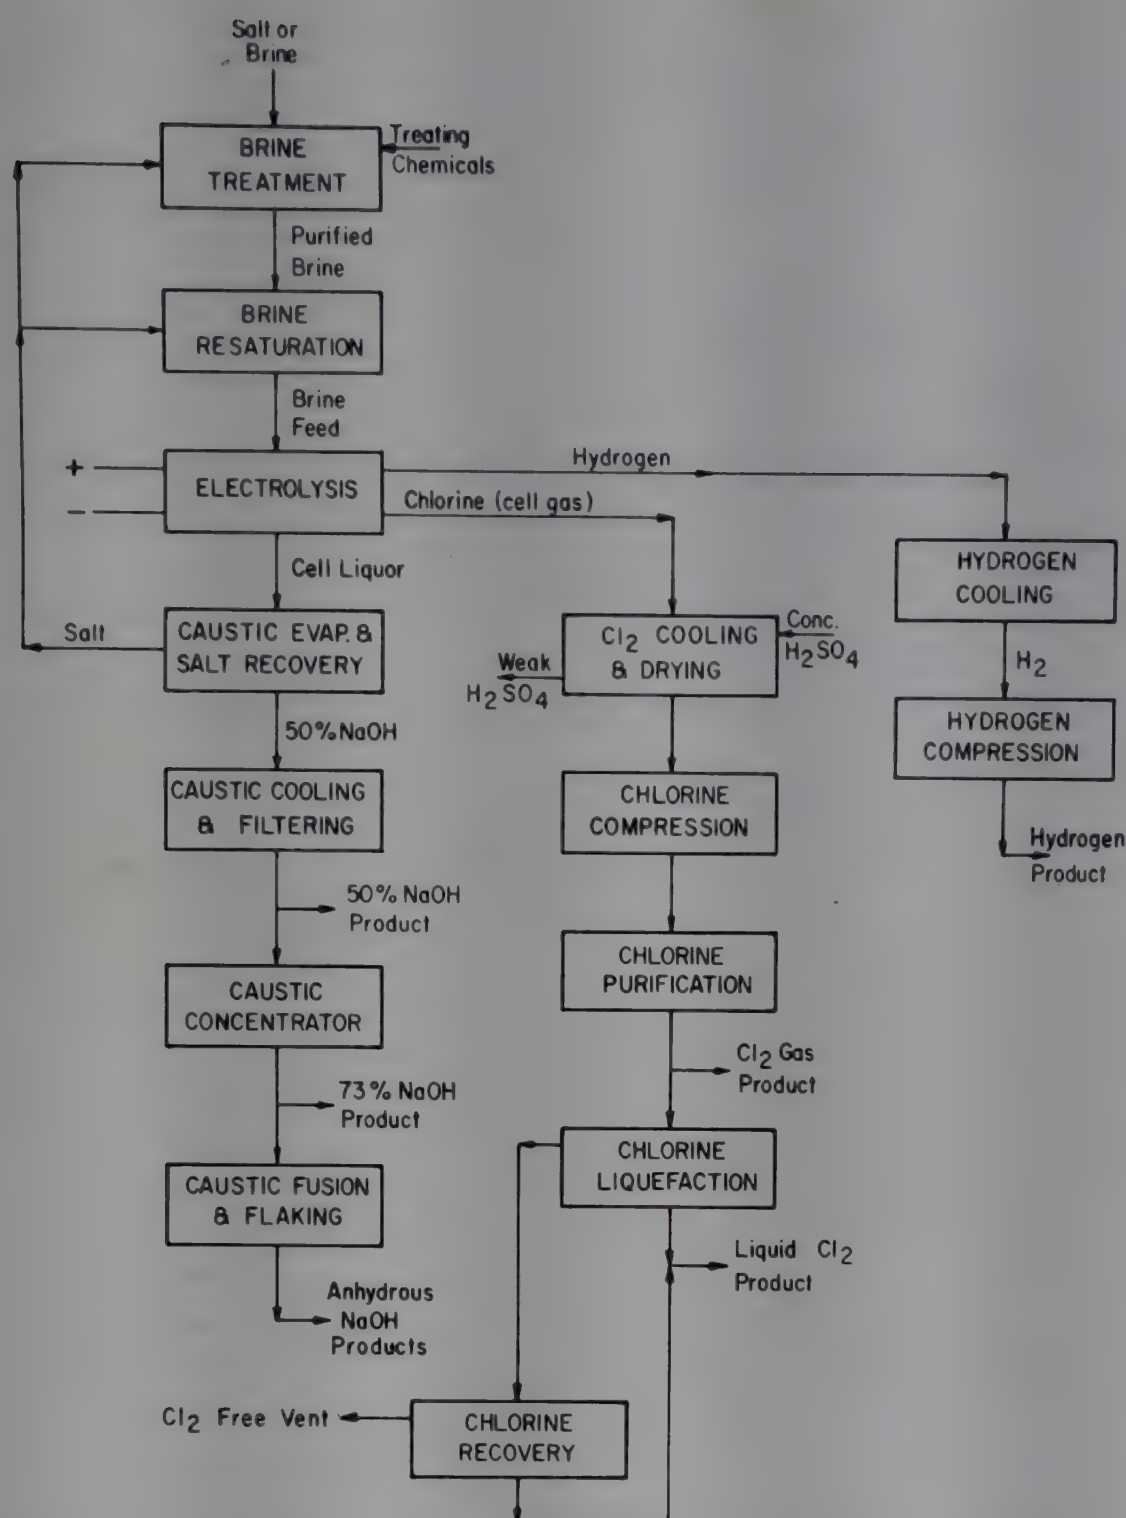 Salt or
Brine
BRINE
TREATMENT
Treating
Chemicals
Purified
Brine
BRINE
RESATURATION
Brine
Feed
+
−
ELECTROLYSIS
Hydrogen
Chlorine (cell gas)
Cell Liquor
HYDROGEN
COOLING
Salt
CAUSTIC EVAP. &
SALT RECOVERY
Cl2 COOLING
& DRYING
Conc.
H2SO4
Weak
H2SO4
H2
50% NaOH
HYDROGEN
COMPRESSION
CAUSTIC COOLING
& FILTERING
CHLORINE
COMPRESSION
Hydrogen
Product
50% NaOH
Product
CHLORINE
PURIFICATION
CAUSTIC
CONCENTRATOR
Cl2 Gas
Product
73% NaOH
Product
CHLORINE
LIQUEFACTION
CAUSTIC FUSION
& FLAKING
Liquid Cl2
Product
Anhydrous
NaOH
Products
Cl2 Free Vent
CHLORINE
RECOVERY